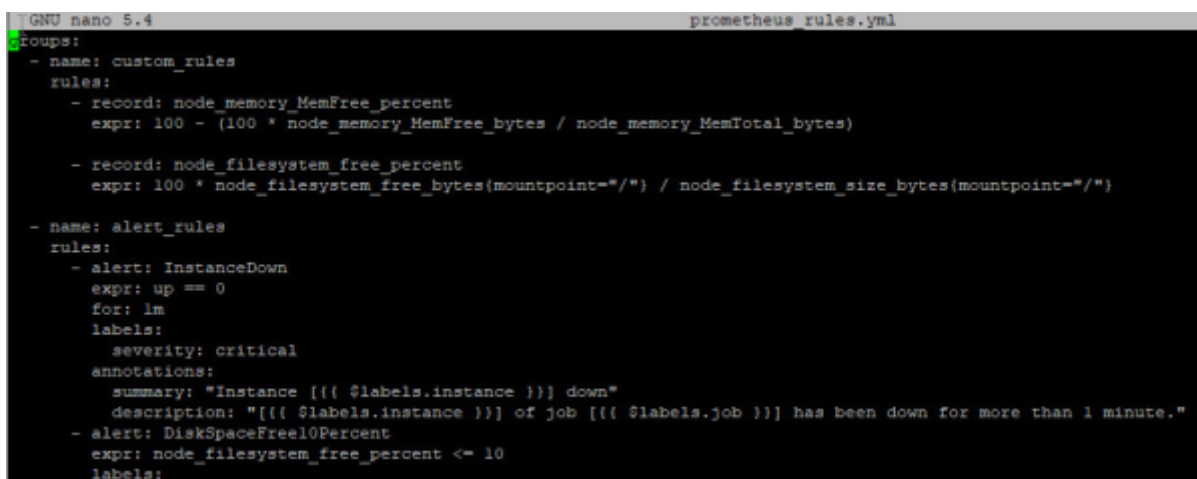 GNU nano 5.4 prometheus_rules.yml
groups:
  - name: custom_rules
    rules:
      - record: node_memory_MemFree_percent
        expr: 100 - (100 * node_memory_MemFree_bytes / node_memory_MemTotal_bytes)

      - record: node_filesystem_free_percent
        expr: 100 * node_filesystem_free_bytes{mountpoint="/"} / node_filesystem_size_bytes{mountpoint="/"}

  - name: alert_rules
    rules:
      - alert: InstanceDown
        expr: up == 0
        for: 1m
        labels:
          severity: critical
        annotations:
          summary: "Instance [{{ $labels.instance }}] down"
          description: "[{{ $labels.instance }}] of job [{{ $labels.job }}] has been down for more than 1 minute."
      - alert: DiskSpaceFree10Percent
        expr: node_filesystem_free_percent <= 10
        labels: